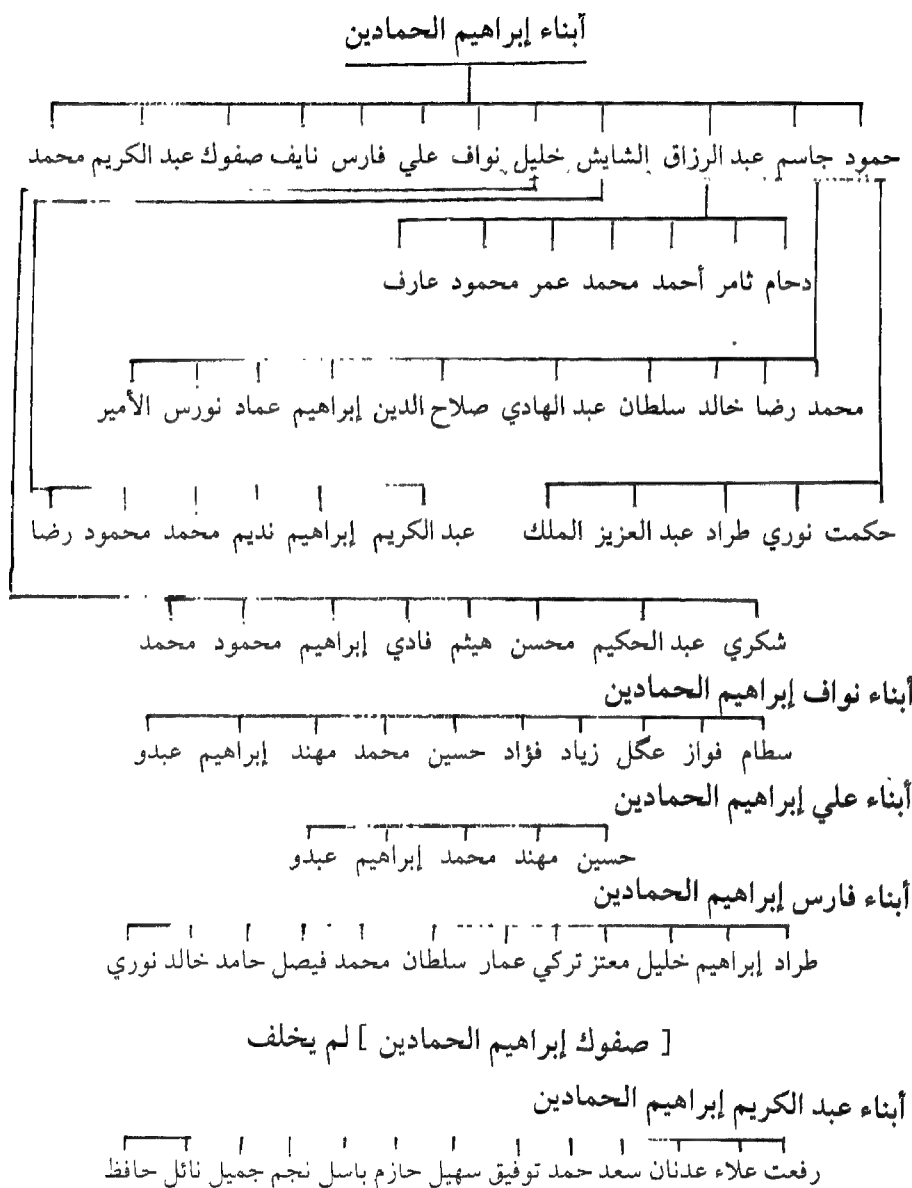 أبناء إبراهيم الحمادين
حمود جاسم عبد الرزاق الشايش خليل نواف علي فارس نايف صفوك عبد الكريم محمد
دحام ثامر أحمد محمد عمر محمود عارف
محمد رضا خالد سلطان عبد الهادي صلاح الدين إبراهيم عماد نورس الأمير
حكمت نوري طراد عبد العزيز الملك عبد الكريم إبراهيم نديم محمد محمود رضا
شكري عبد الحكيم محسن هيثم فادي إبراهيم محمود محمد
أبناء نواف إبراهيم الحمادين
سطام فواز عگل زياد فؤاد حسين محمد مهند إبراهيم عبدو
أبناء علي إبراهيم الحمادين
حسين مهند محمد إبراهيم عبدو
أبناء فارس إبراهيم الحمادين
طراد إبراهيم خليل معتز تركي عمار سلطان محمد فيصل حامد خالد نوري
[ صفوك إبراهيم الحمادين ] لم يخلف
أبناء عبد الكريم إبراهيم الحمادين
رفعت علاء عدنان سعد حمد توفيق سهيل حازم باسل نجم جميل نائل حافظ